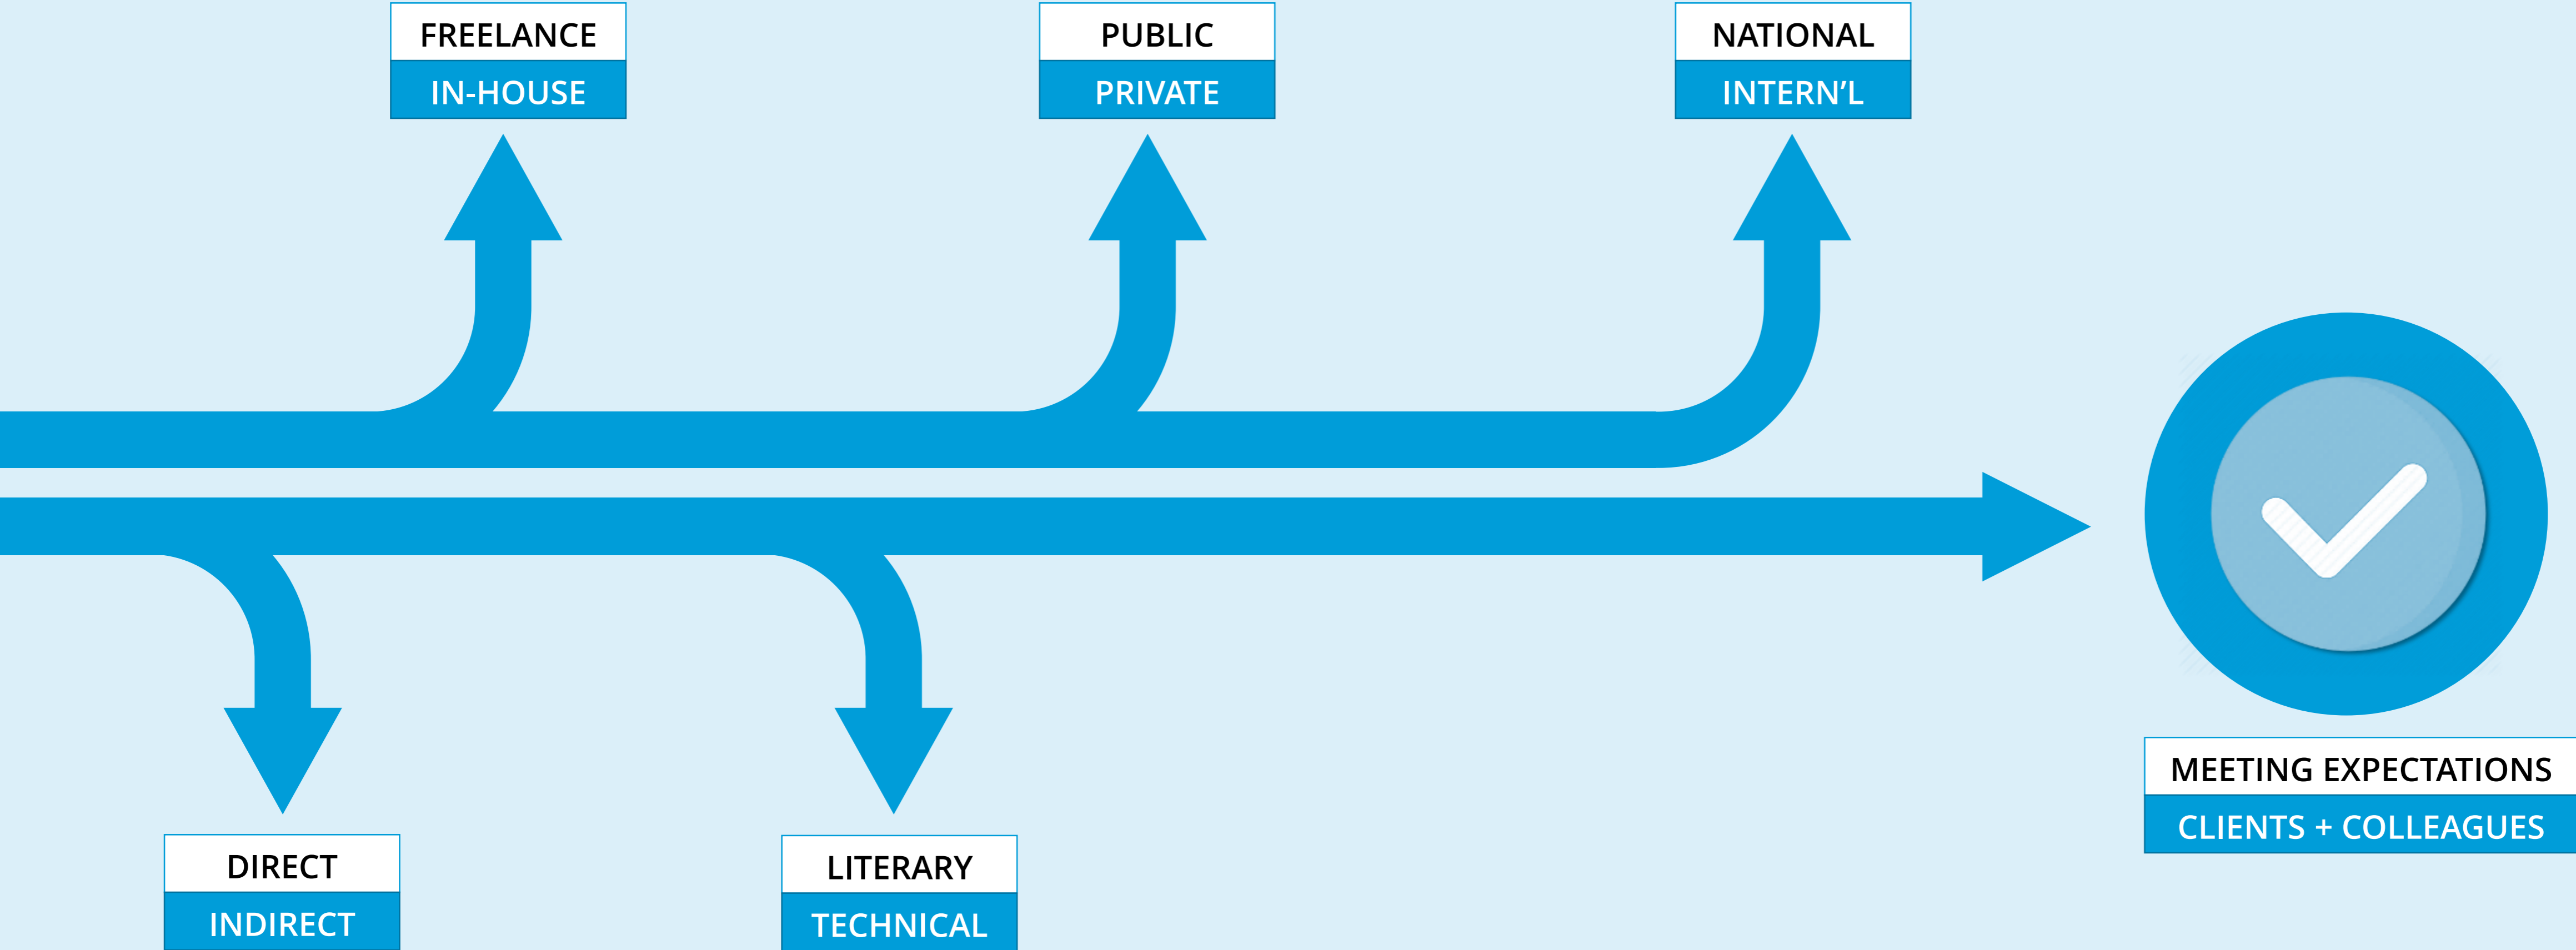 FREELANCE
IN-HOUSE
PUBLIC
PRIVATE
NATIONAL
INTERN’L
MEETING EXPECTATIONS
CLIENTS + COLLEAGUES
DIRECT
INDIRECT
LITERARY
TECHNICAL